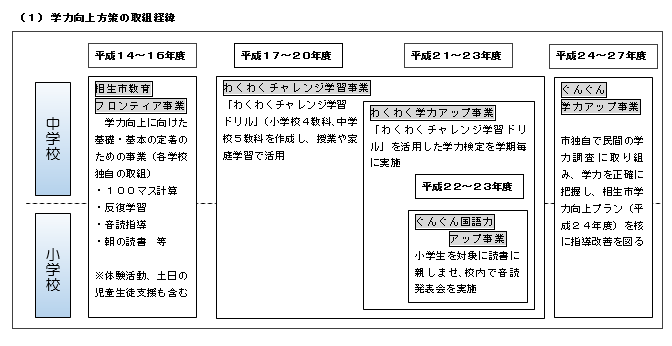 （１） 学力向上方策の取組経緯
平成１４～１６年度
平成１７～２０年度
平成２１～２３年度
平成２４～２７年度
中学校
小学校
相生市教育
フロンティア事業
学力向上に向けた
基礎・基本の定着の
ための事業（各学校
独自の取組）
・１００マス計算
・反復学習
・音読指導
・朝の読書 等
※体験活動、土日の
児童生徒支援も含む
わくわくチャレンジ学習事業
「わくわくチャレンジ学習
ドリル」（小学校４教科、中学
校５教科を作成し、授業や家
庭学習で活用
わくわく学力アップ事業
「わくわくチャレンジ学習ドリ
ル」を活用した学力検定を学期毎
に実施
平成２２～２３年度
ぐんぐん国語力
アップ事業
小学生を対象に読書に
親しませ、校内で音読
発表会を実施
ぐんぐん
学力アップ事業
市独自で民間の学
力調査に取り組
み、学力を正確に
把握し、相生市学
力向上プラン（平
成２４年度）を核
に指導改善を図る